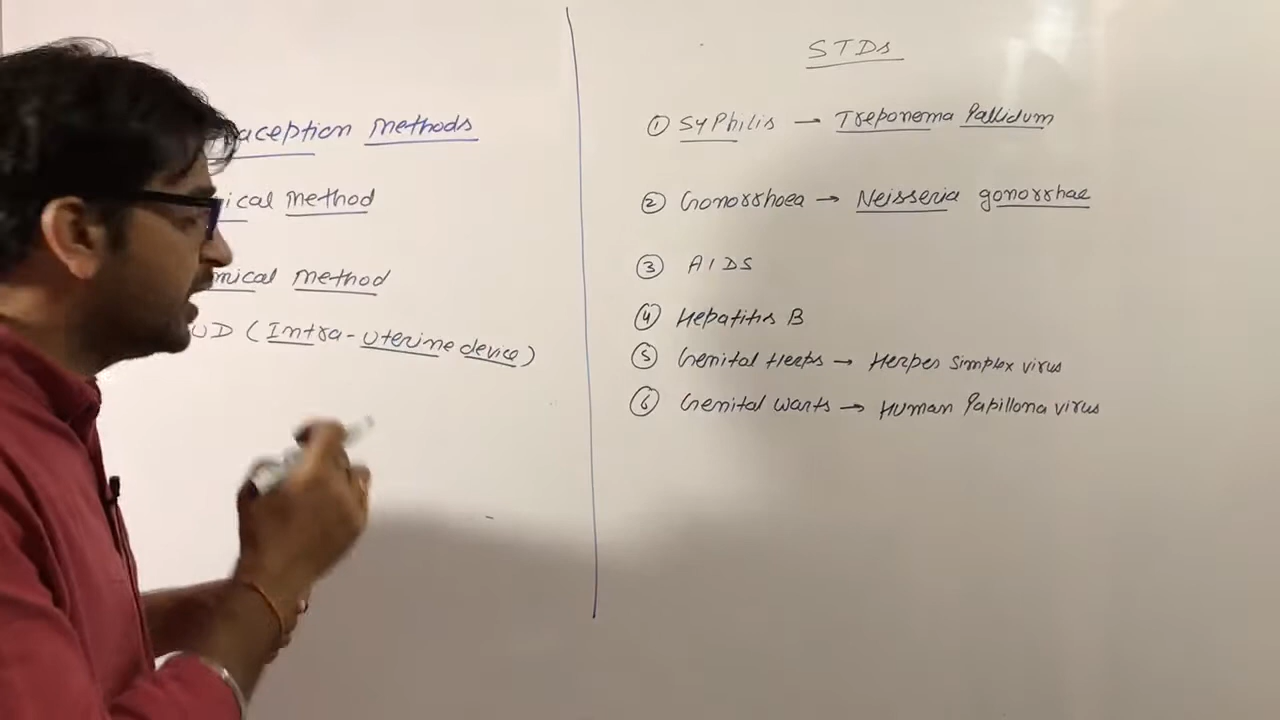 aception methods
ical method
mical method
UD (Intra-uterine device)
STDs
① Syphilis → Treponema Pallidum
② Gonorrhoea → Neisseria gonorrhae
③ AIDS
④ Hepatitis B
⑤ Genital Herps → Herpes Simplex virus
⑥ Genital warts → Human Papillona virus